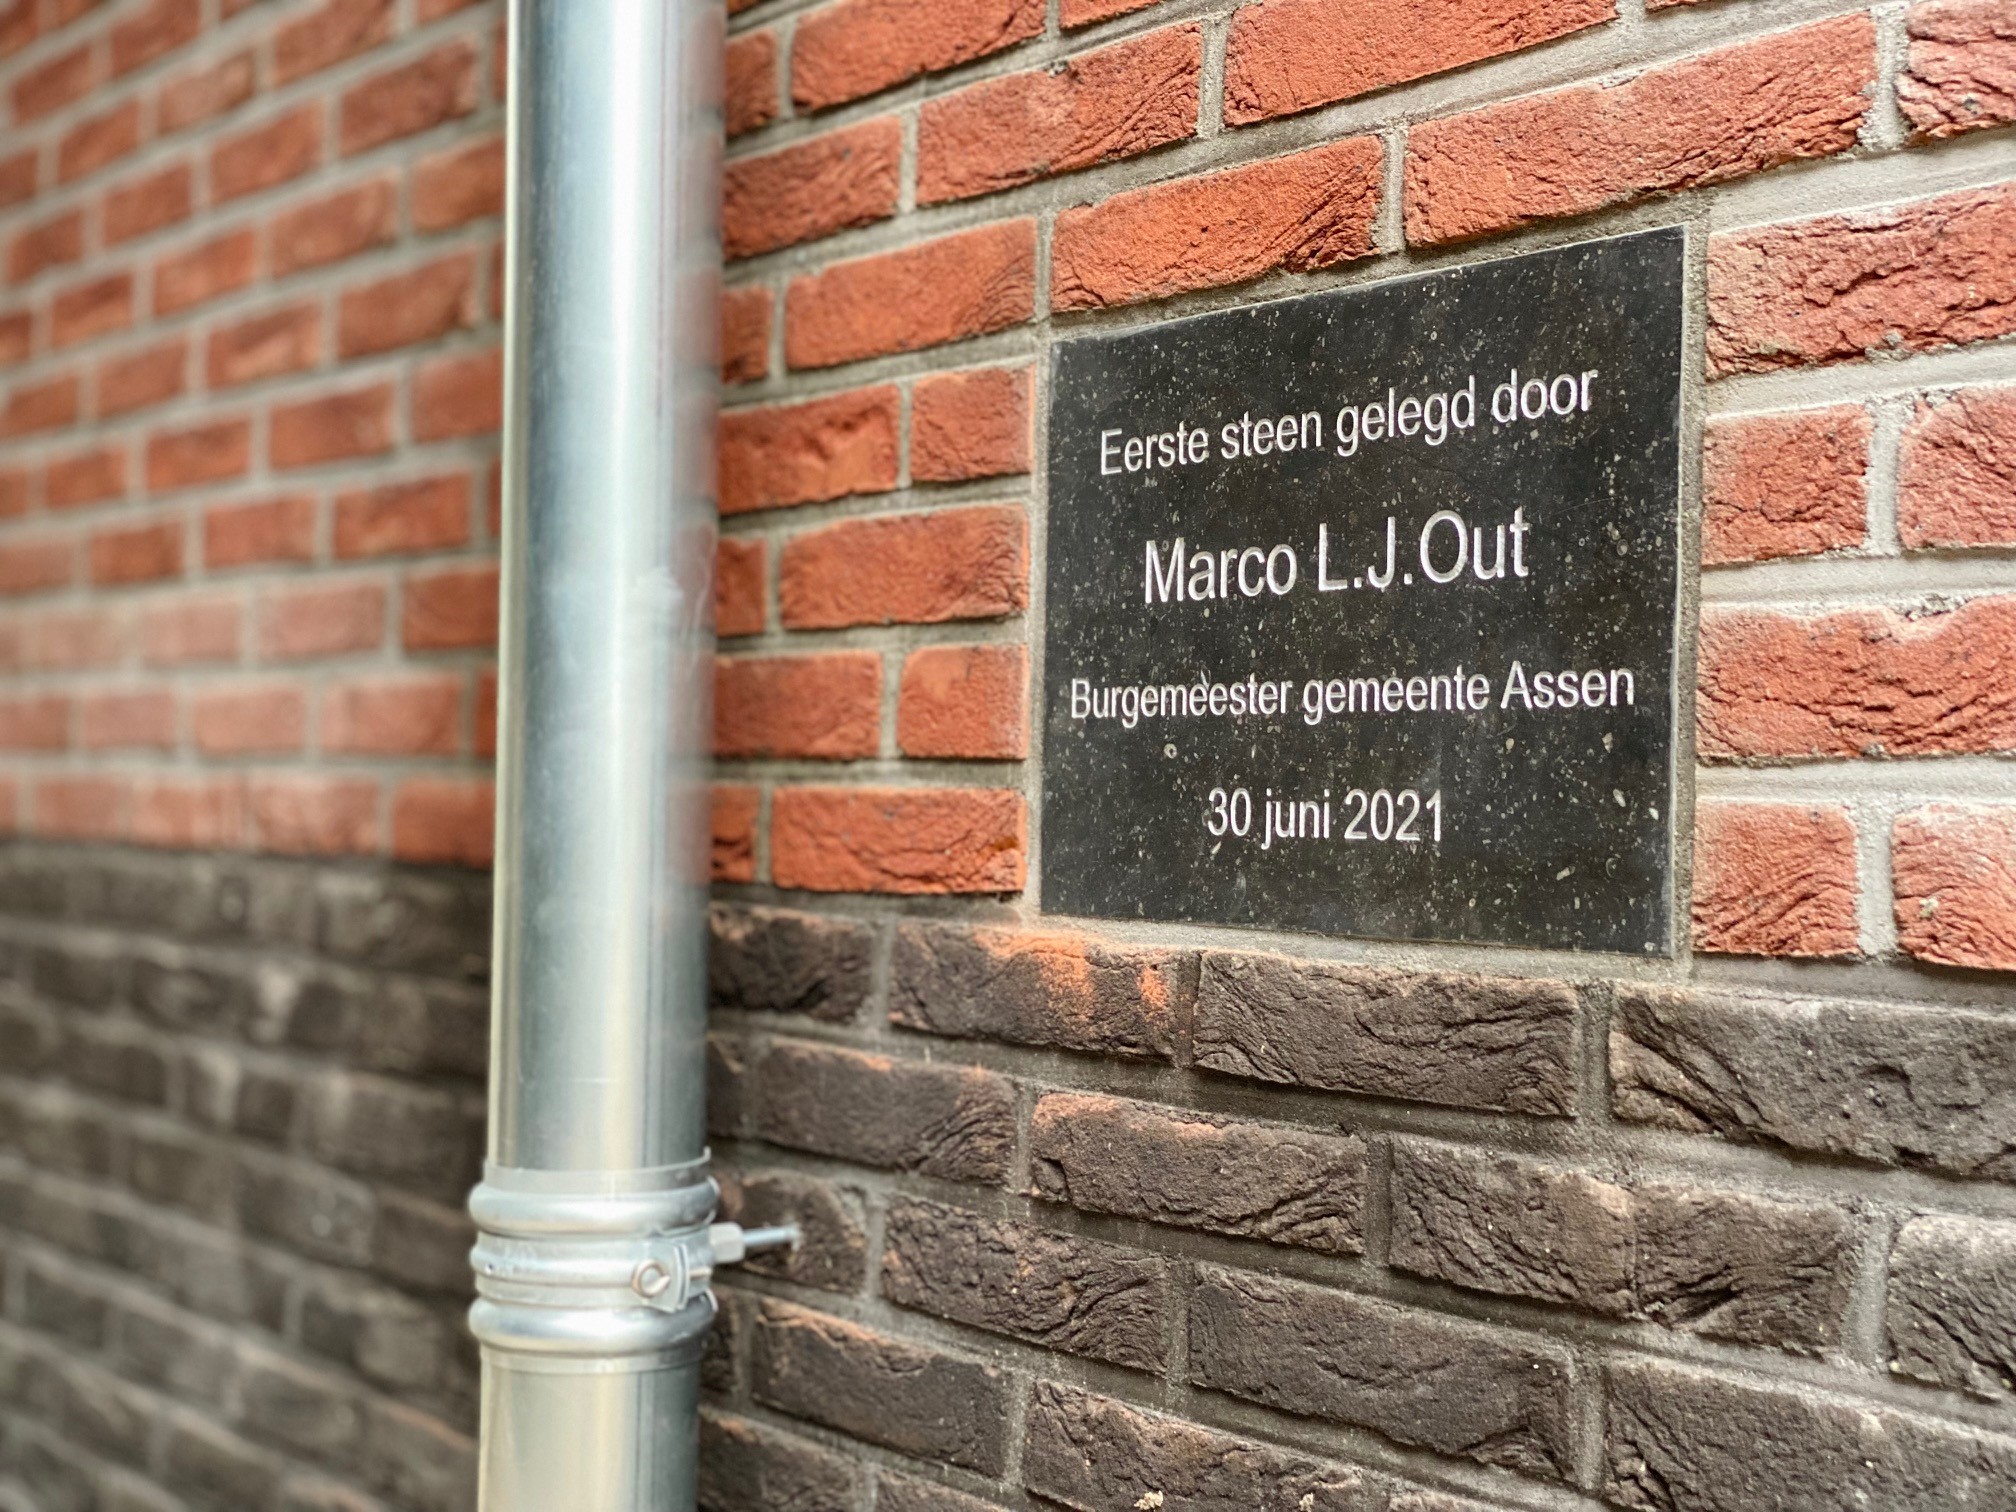 Eerste steen gelegd door
Marco L.J.Out
Burgemeester gemeente Assen
30 juni 2021